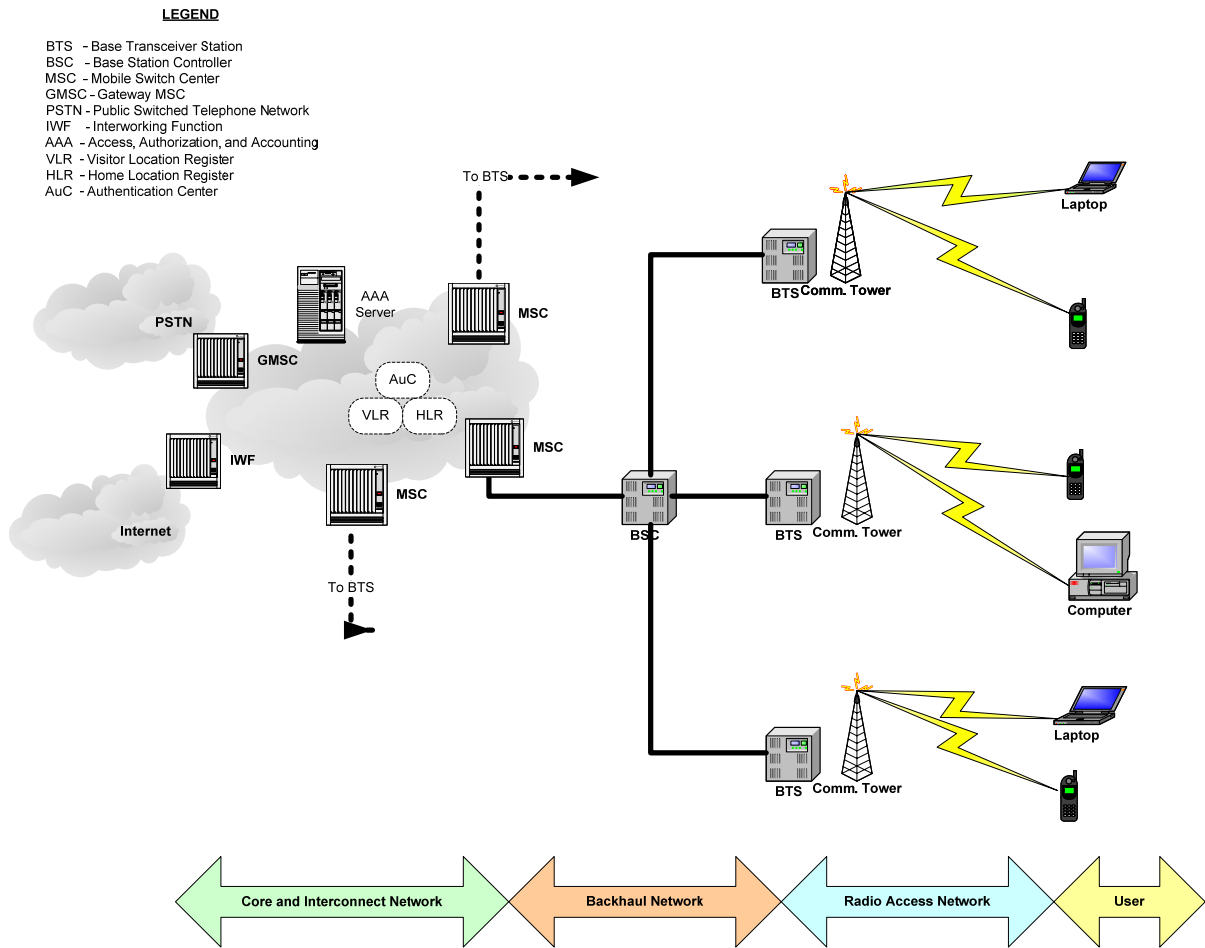 LEGEND
BTS - Base Transceiver Station
BSC - Base Station Controller
MSC - Mobile Switch Center
GMSC - Gateway MSC
PSTN - Public Switched Telephone Network
IWF - Interworking Function
AAA - Access, Authorization, and Accounting
VLR - Visitor Location Register
HLR - Home Location Register
AuC - Authentication Center
To BTS
Laptop
BTS
Comm. Tower
AAA
Server
MSC
PSTN
GMSC
AuC
VLR
HLR
MSC
IWF
MSC
Internet
BSC
BTS
Comm. Tower
To BTS
Computer
Laptop
BTS
Comm. Tower
Core and Interconnect Network
Backhaul Network
Radio Access Network
User